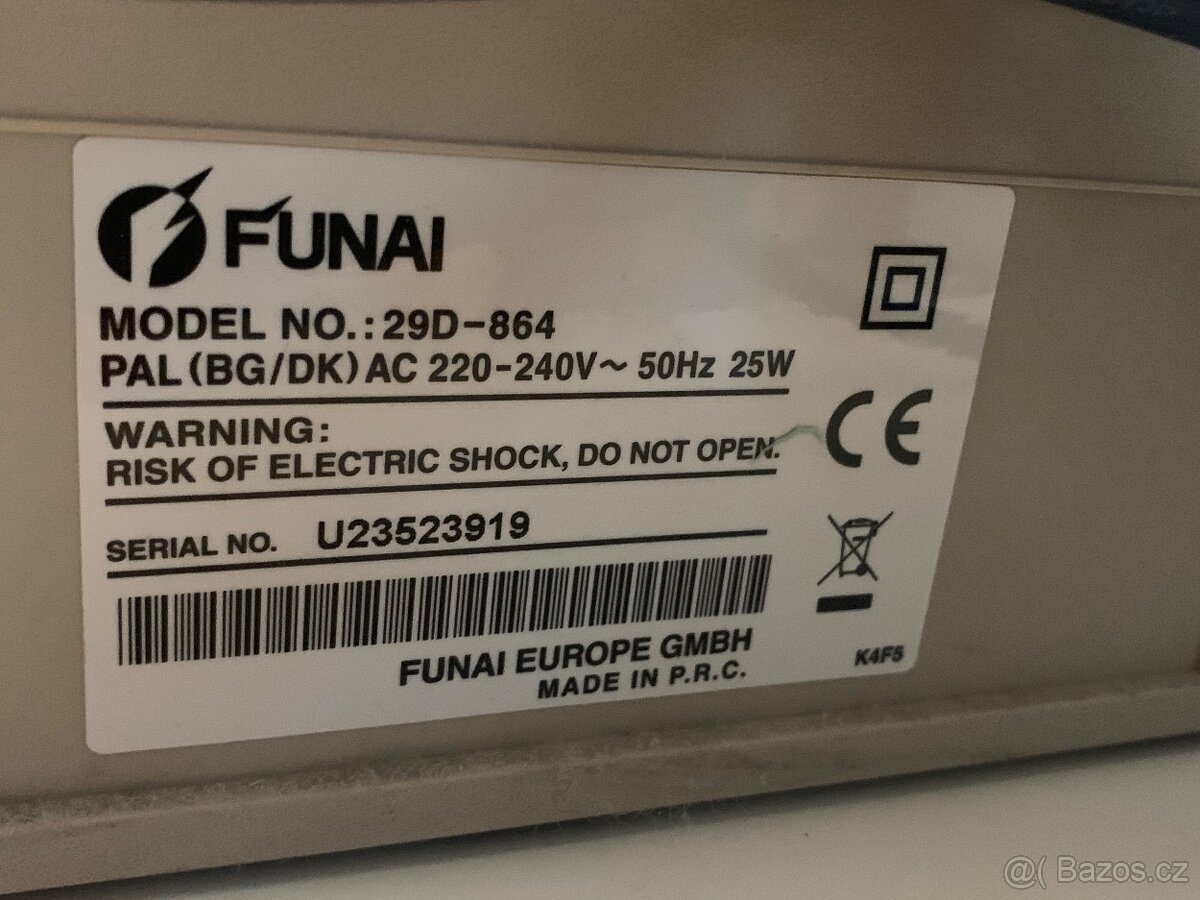 FUNAI
MODEL NO.: 29D-864
PAL (BG/DK) AC 220-240V~ 50Hz 25W
WARNING:
RISK OF ELECTRIC SHOCK, DO NOT OPEN.
CE
SERIAL NO. U23523919
FUNAI EUROPE GMBH
MADE IN P.R.C.
K4F5
@( Bazos.cz